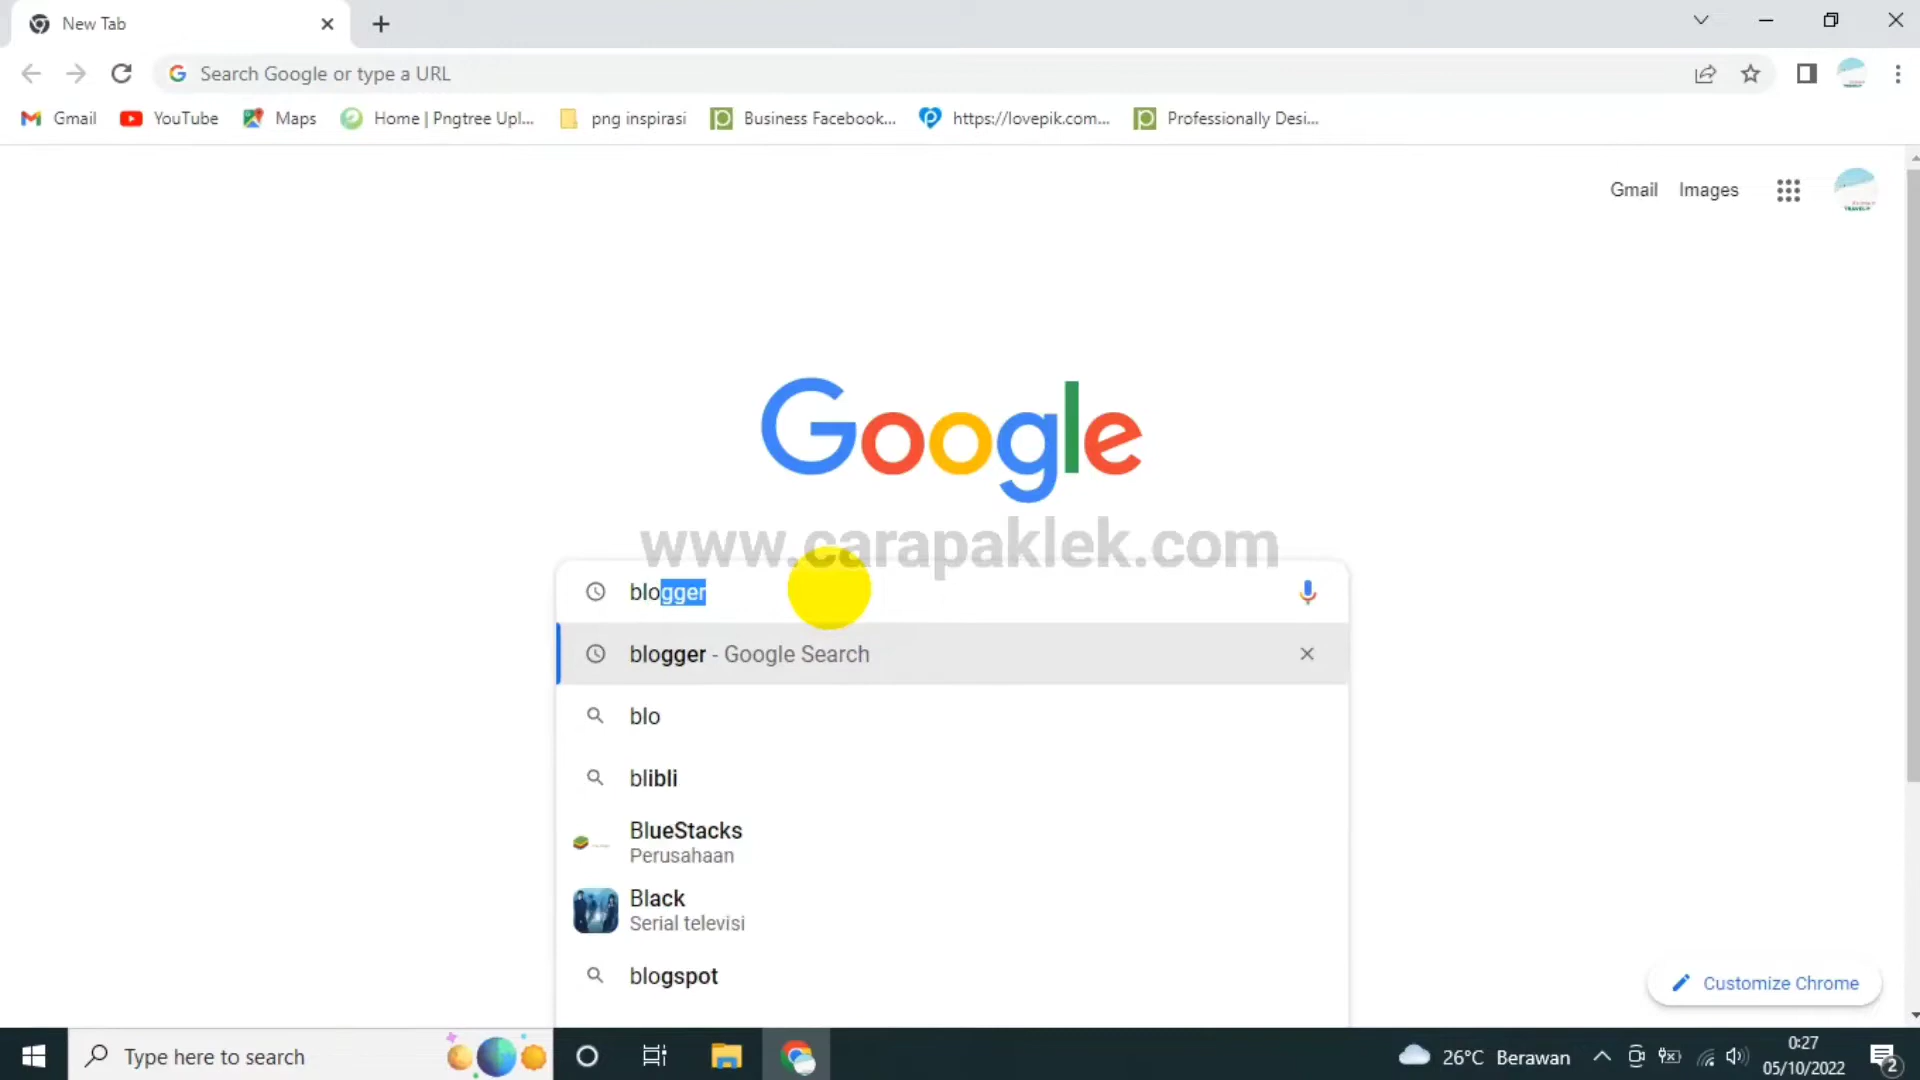 New Tab
Search Google or type a URL
Gmail YouTube Maps Home | Pngtree Upl... png inspirasi Business Facebook... https://lovepik.com... Professionally Desi...
Gmail Images
Google
www.carapaklek.com
blogger
blogger - Google Search
blo
blibli
BlueStacks
Perusahaan
Black
Serial televisi
blogspot
Customize Chrome
Type here to search
26°C Berawan
0:27
05/10/2022
2